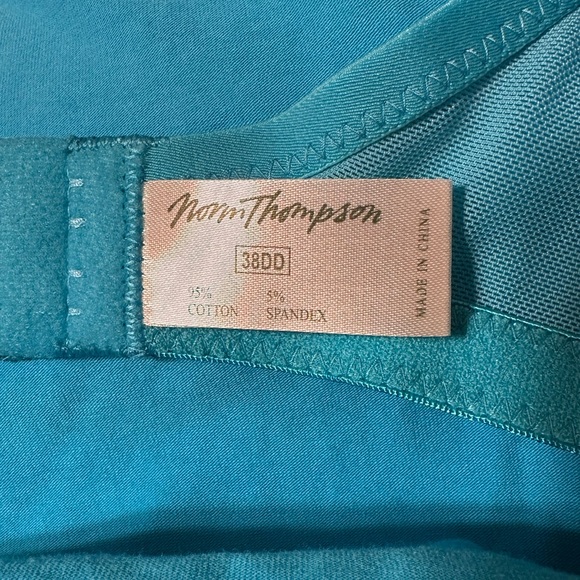 Norm Thompson
38DD
95% 5%
COTTON SPANDEX
MADE IN CHINA